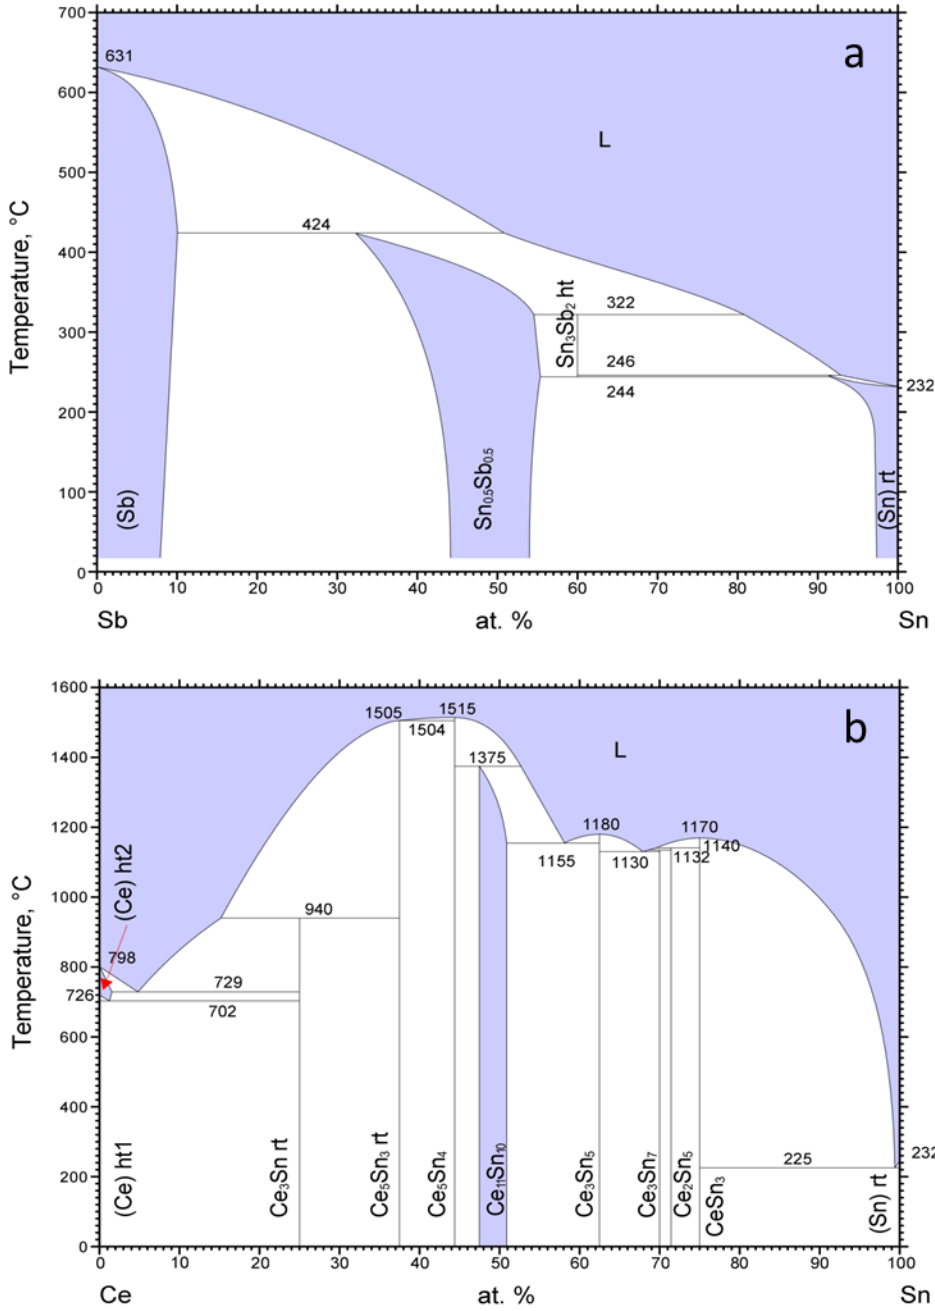 a
700
631
600
L
500
424
400
322
300
Sn₃Sb₂ ht
246
244
232
200
100
0
(Sb)
Sn₀.₅Sb₀.₅
(Sn) rt
Temperature, °C
0 10 20 30 40 50 60 70 80 90 100
Sb at. % Sn
b
1600
1505 1515
1504
L
1400
1375
1200
1180 1170
1155 1130 1132 1140
1000
940
(Ce) ht2
800
798
729
726
702
600
400
225
232
200
0
(Ce) ht1
Ce₃Sn rt
Ce₅Sn₃ rt
Ce₅Sn₄
Ce₁₁Sn₁₀
Ce₃Sn₅
Ce₃Sn₇
Ce₂Sn₅
CeSn₃
(Sn) rt
Temperature, °C
0 10 20 30 40 50 60 70 80 90 100
Ce at. % Sn